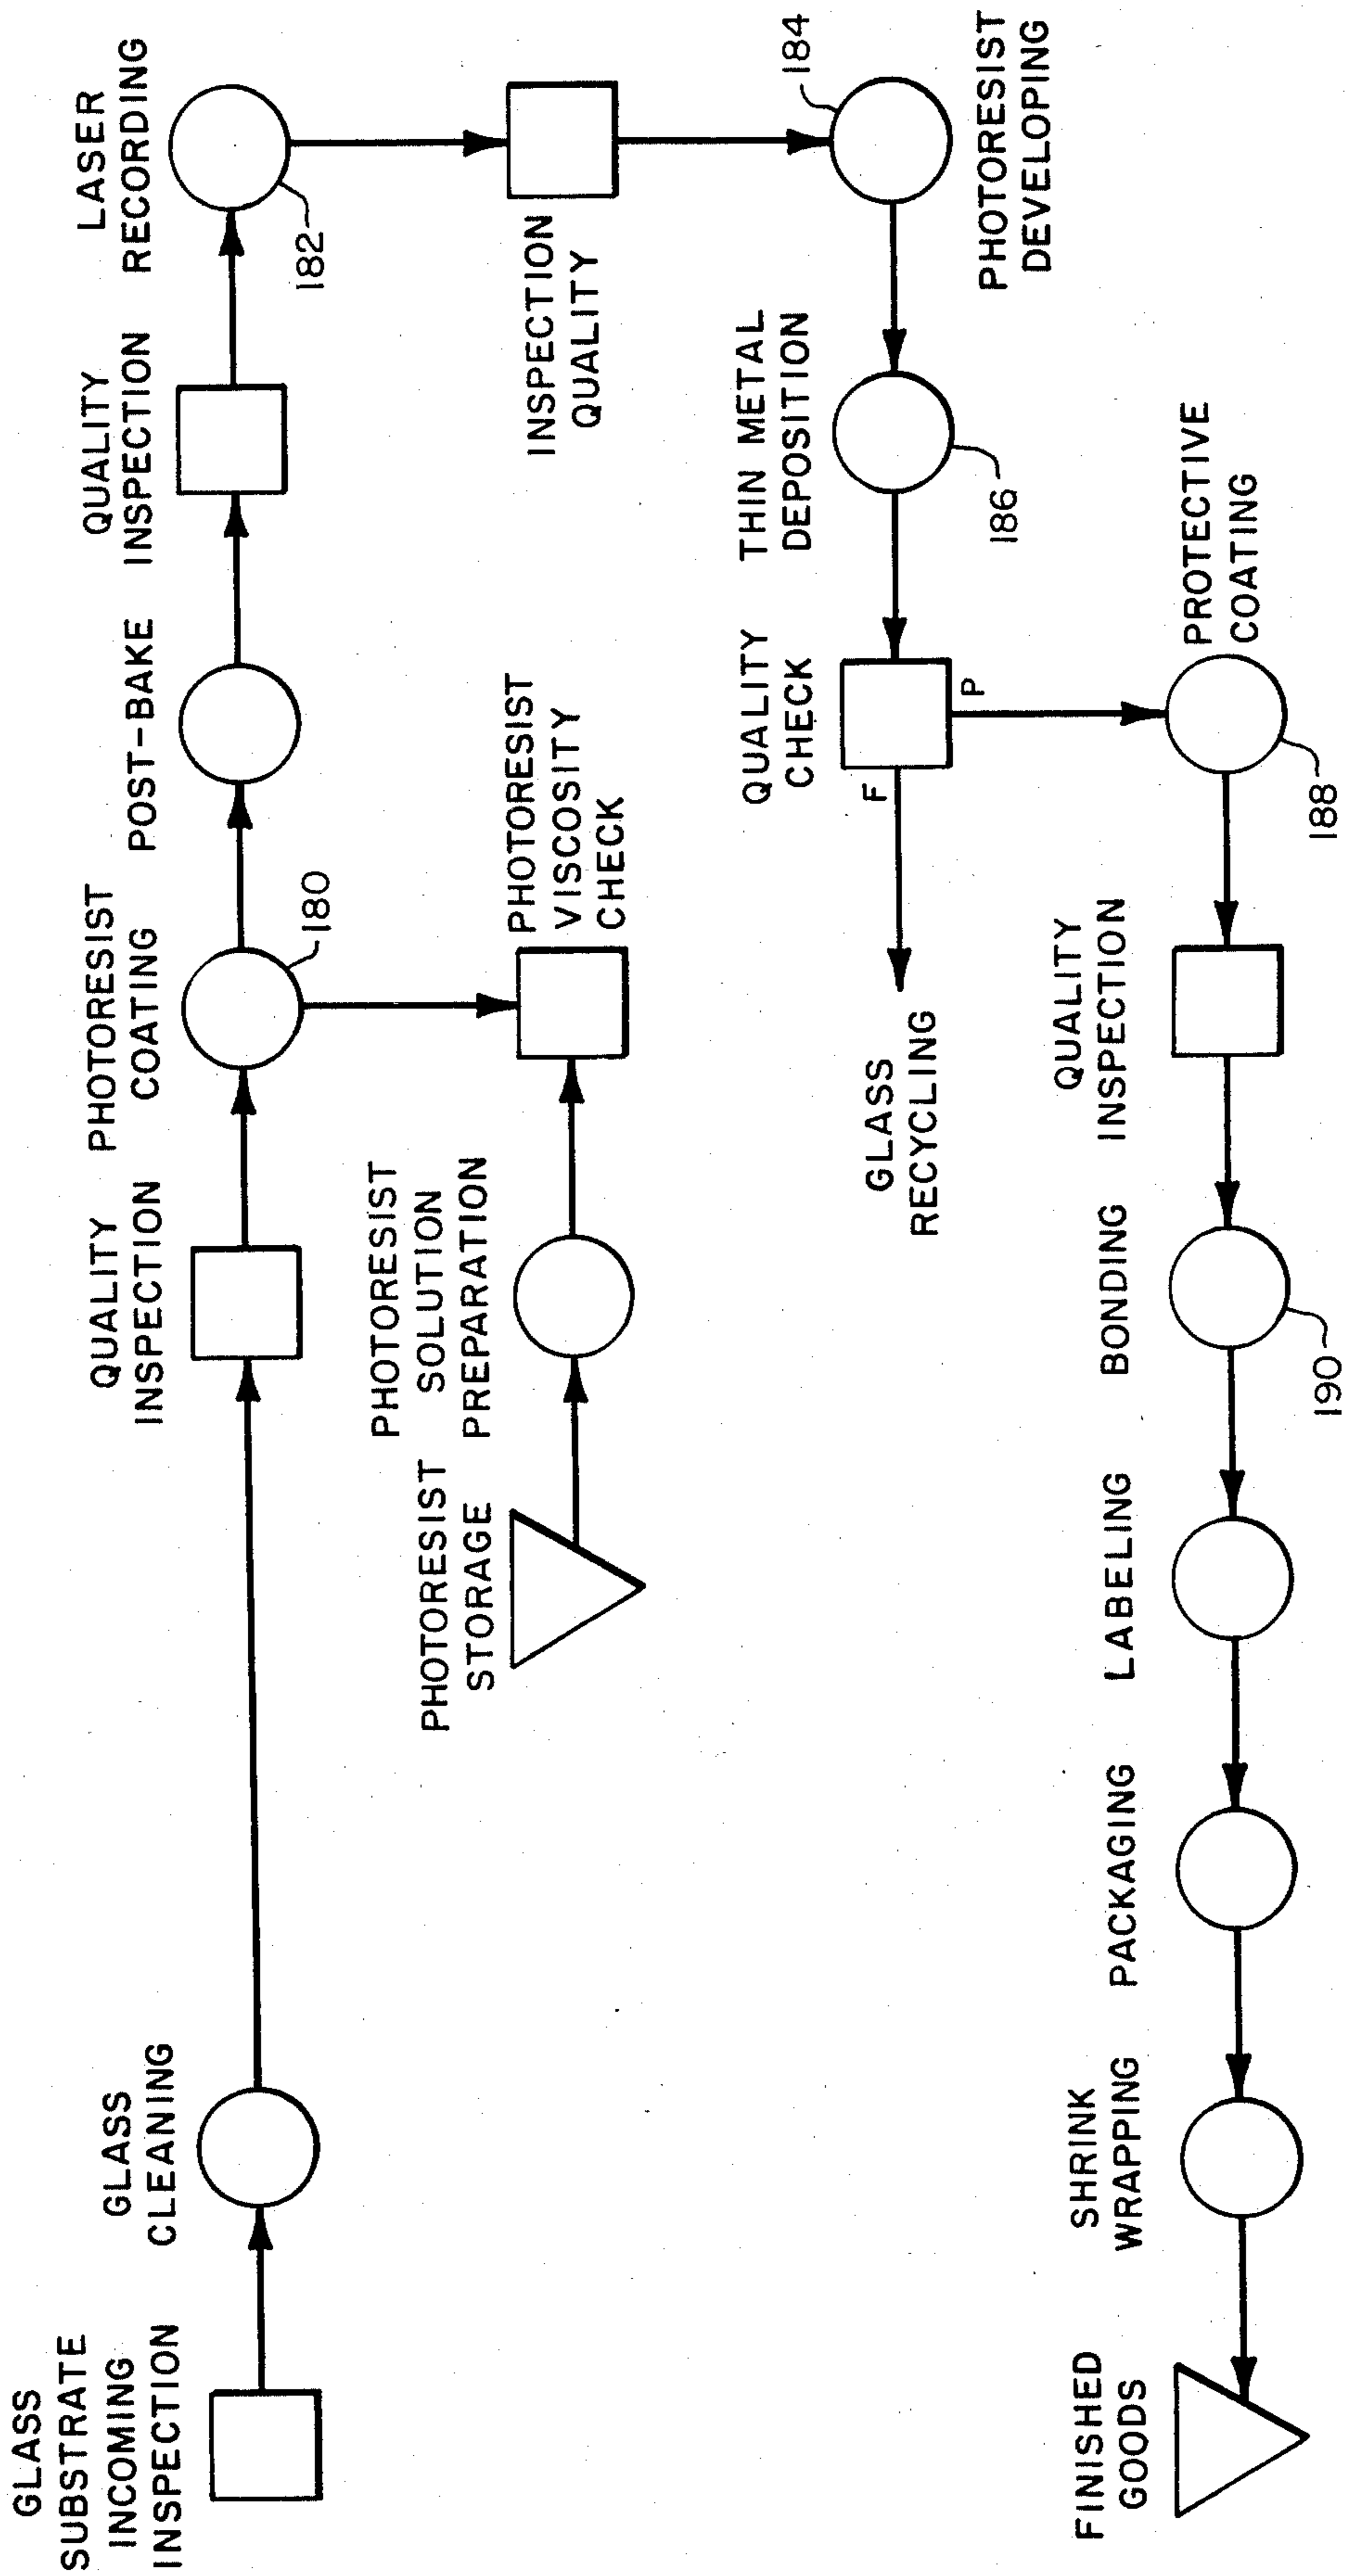 GLASS
SUBSTRATE
INCOMING
INSPECTION
GLASS
CLEANING
QUALITY
INSPECTION
PHOTORESIST
COATING
180
POST-BAKE
QUALITY
INSPECTION
LASER
RECORDING
182
PHOTORESIST
STORAGE
PHOTORESIST
SOLUTION
PREPARATION
PHOTORESIST
VISCOSITY
CHECK
INSPECTION
QUALITY
184
PHOTORESIST
DEVELOPING
THIN METAL
DEPOSITION
186
QUALITY
CHECK
F
P
GLASS
RECYCLING
PROTECTIVE
COATING
188
QUALITY
INSPECTION
BONDING
190
LABELING
PACKAGING
SHRINK
WRAPPING
FINISHED
GOODS